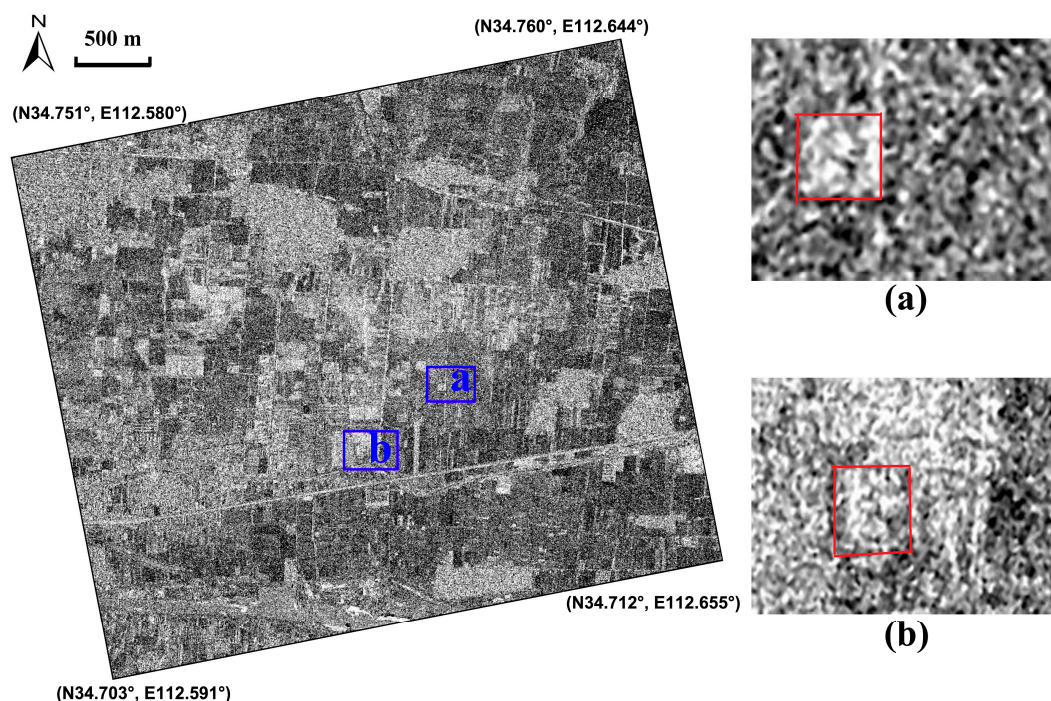 N
500 m
(N34.760°, E112.644°)
(N34.751°, E112.580°)
a
b
(a)
(N34.712°, E112.655°)
(b)
(N34.703°, E112.591°)